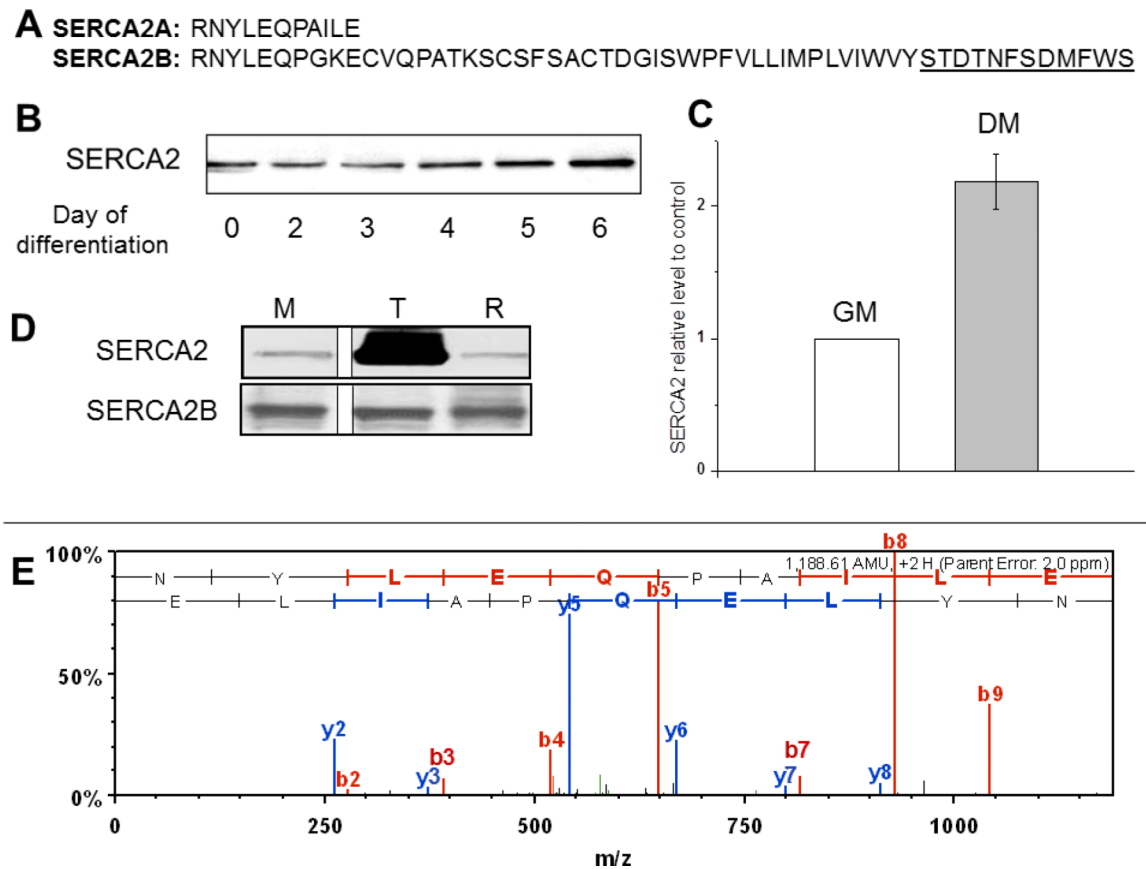 A SERCA2A: RNYLEQPAILE
SERCA2B: RNYLEQPGKECVQPATKSCSFSACTDGISWPFVLLIMPLVIWVYSTDTNFSDMFWS
B
SERCA2
Day of
differentiation
0 2 3 4 5 6
C
DM
GM
SERCA2 relative level to control
2
1
0
D
M T R
SERCA2
SERCA2B
E
100%
50%
0%
1,188.61 AMU, +2 H (Parent Error: 2.0 ppm)
N Y L E Q P A I L E
E L I A P Q E L Y N
b8
y5
b5
y2
b2
y3
b3
b4
y6
y7
b7
y8
b9
0 250 500 750 1000
m/z